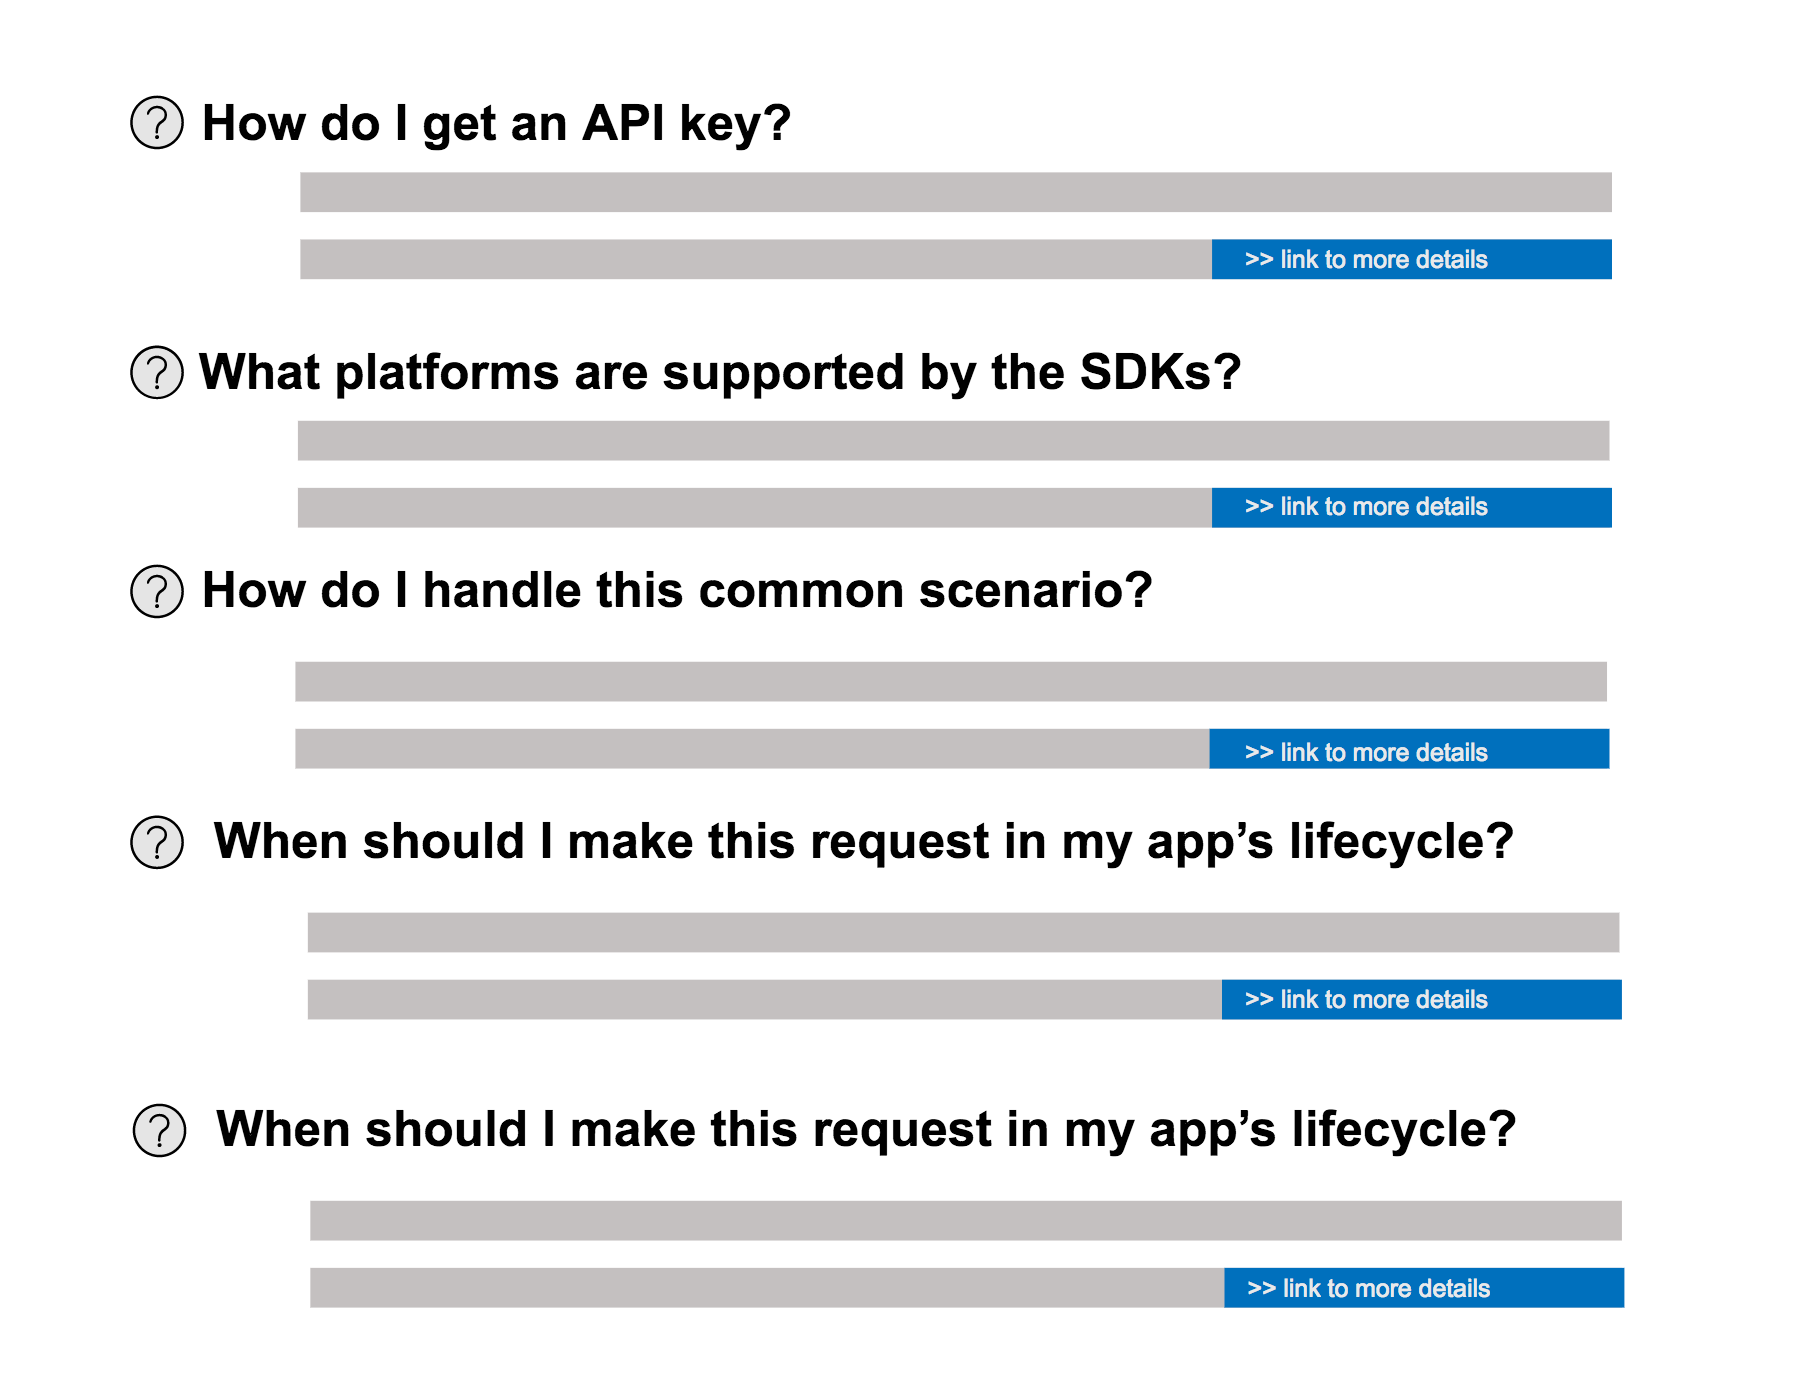 ? How do I get an API key?
>> link to more details
? What platforms are supported by the SDKs?
>> link to more details
? How do I handle this common scenario?
>> link to more details
? When should I make this request in my app’s lifecycle?
>> link to more details
? When should I make this request in my app’s lifecycle?
>> link to more details